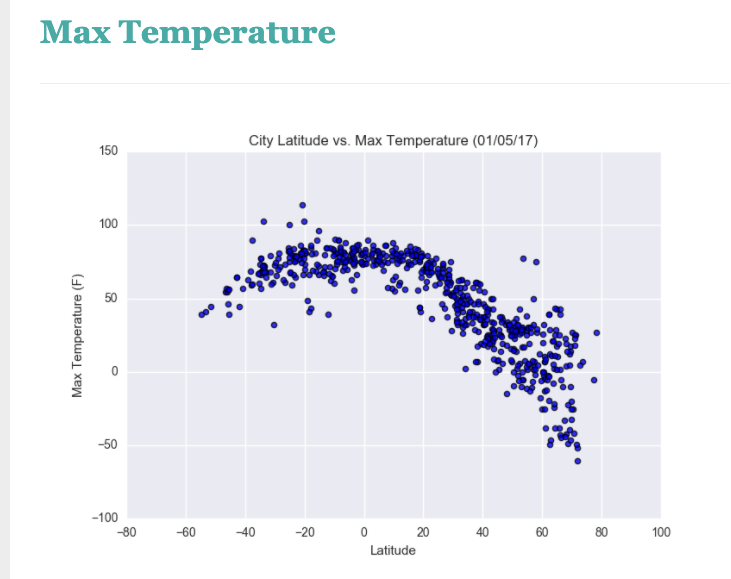 Max Temperature
City Latitude vs. Max Temperature (01/05/17)
150
100
50
0
−50
−100
Max Temperature (F)
−80 −60 −40 −20 0 20 40 60 80 100
Latitude